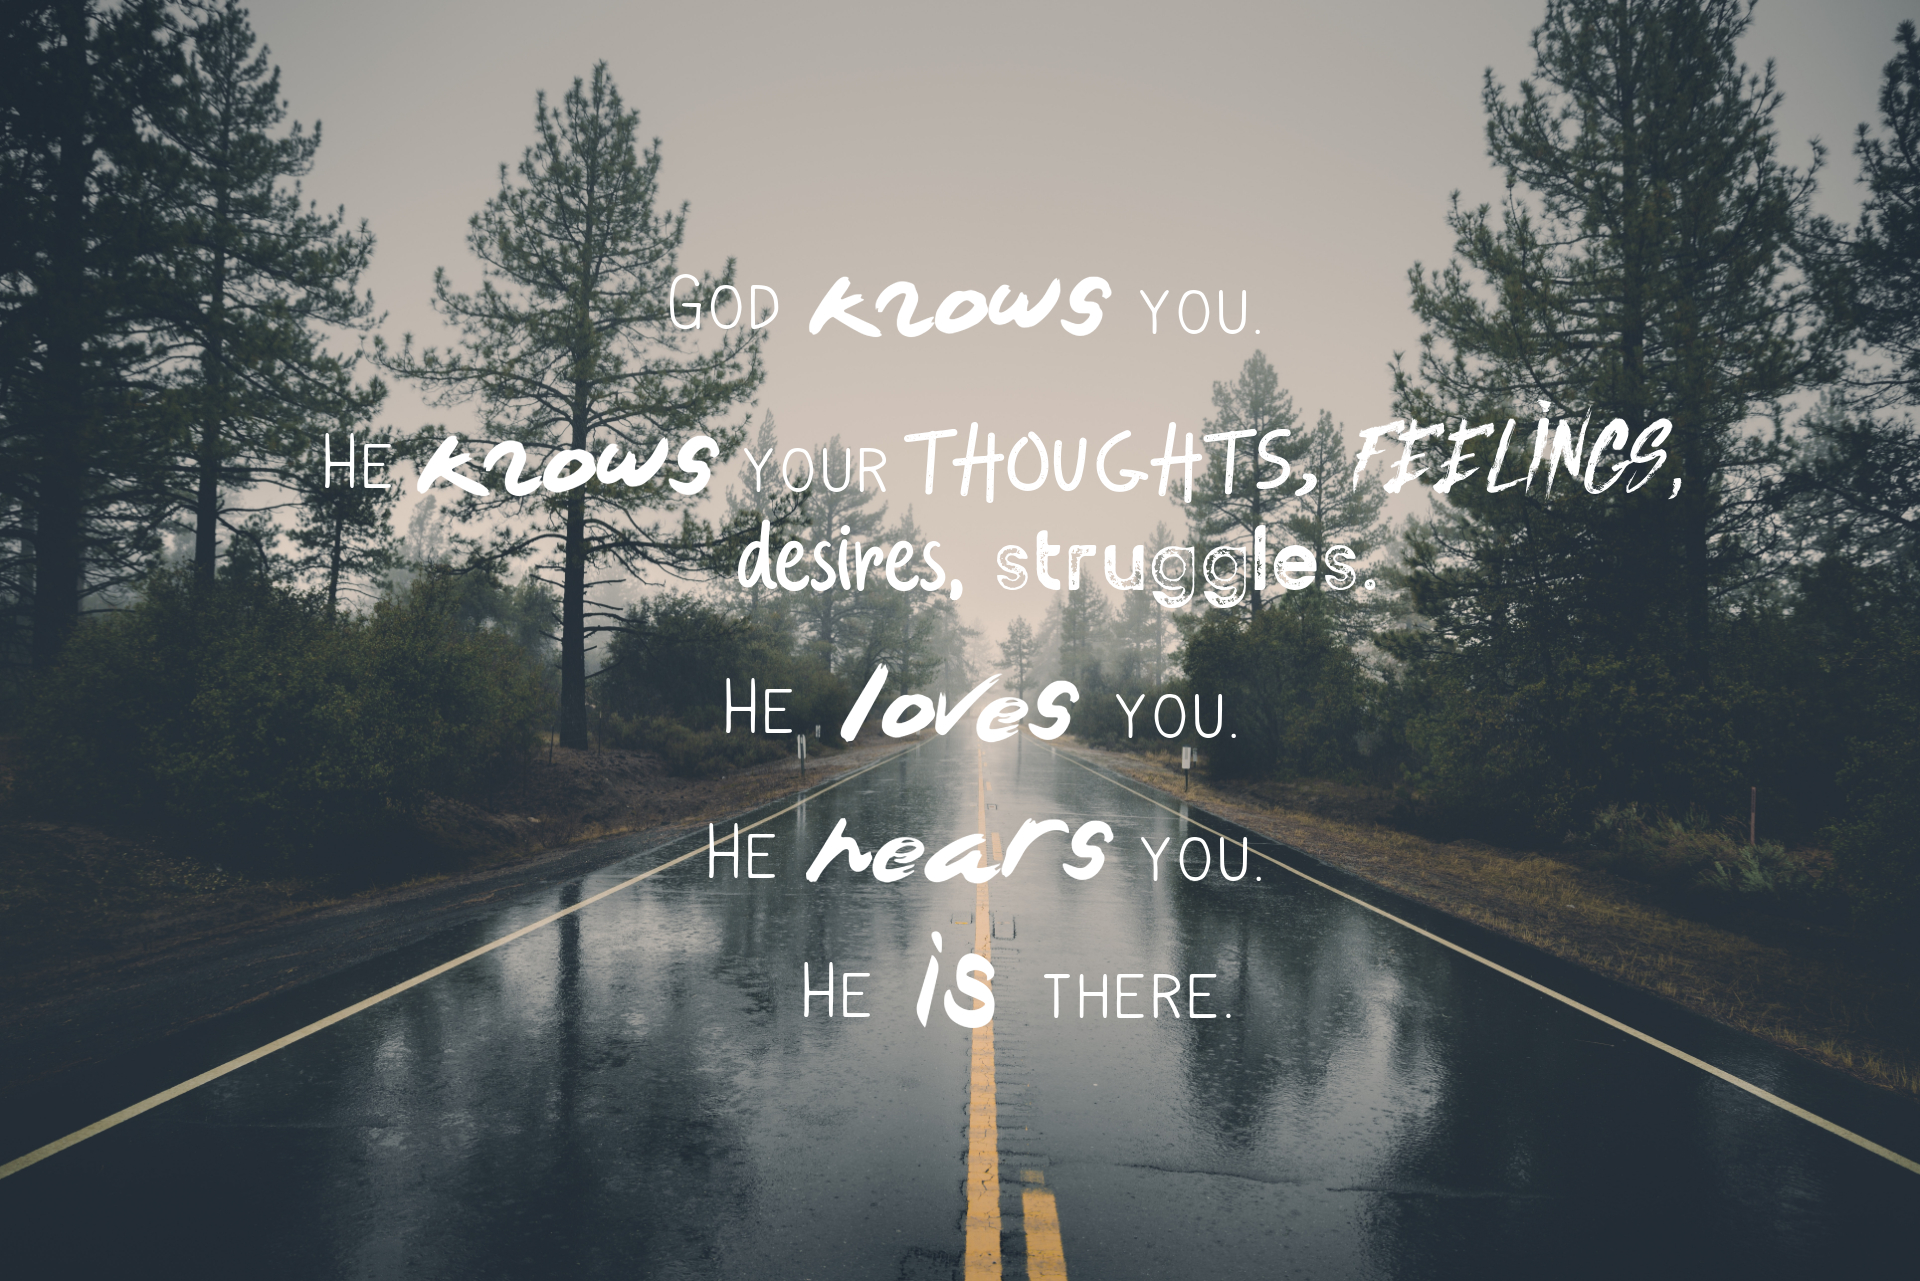 God knows you.
He knows your THOUGHTS, FEELiNGS,
desires, struggles.
He loves you.
He hears you.
He is there.